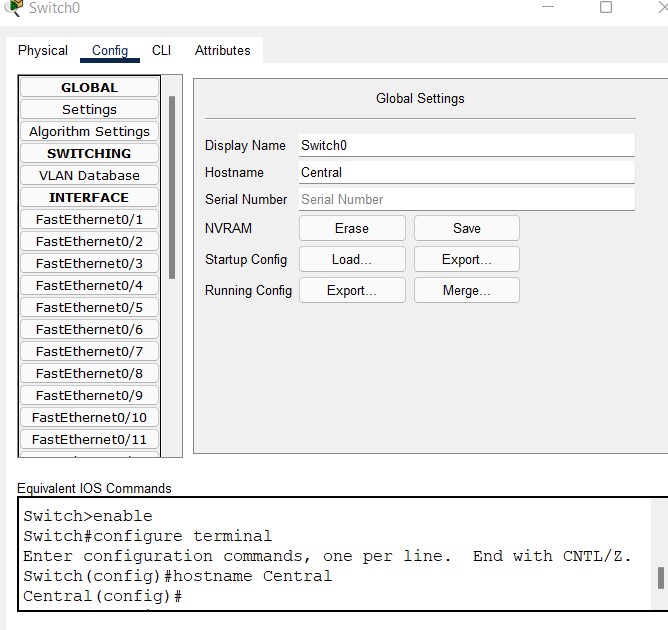 Switch0
Physical Config CLI Attributes
GLOBAL
Settings
Algorithm Settings
SWITCHING
VLAN Database
INTERFACE
FastEthernet0/1
FastEthernet0/2
FastEthernet0/3
FastEthernet0/4
FastEthernet0/5
FastEthernet0/6
FastEthernet0/7
FastEthernet0/8
FastEthernet0/9
FastEthernet0/10
FastEthernet0/11
Global Settings
Display Name Switch0
Hostname Central
Serial Number Serial Number
NVRAM Erase Save
Startup Config Load... Export...
Running Config Export... Merge...
Equivalent IOS Commands
Switch>enable
Switch#configure terminal
Enter configuration commands, one per line.  End with CNTL/Z.
Switch(config)#hostname Central
Central(config)#